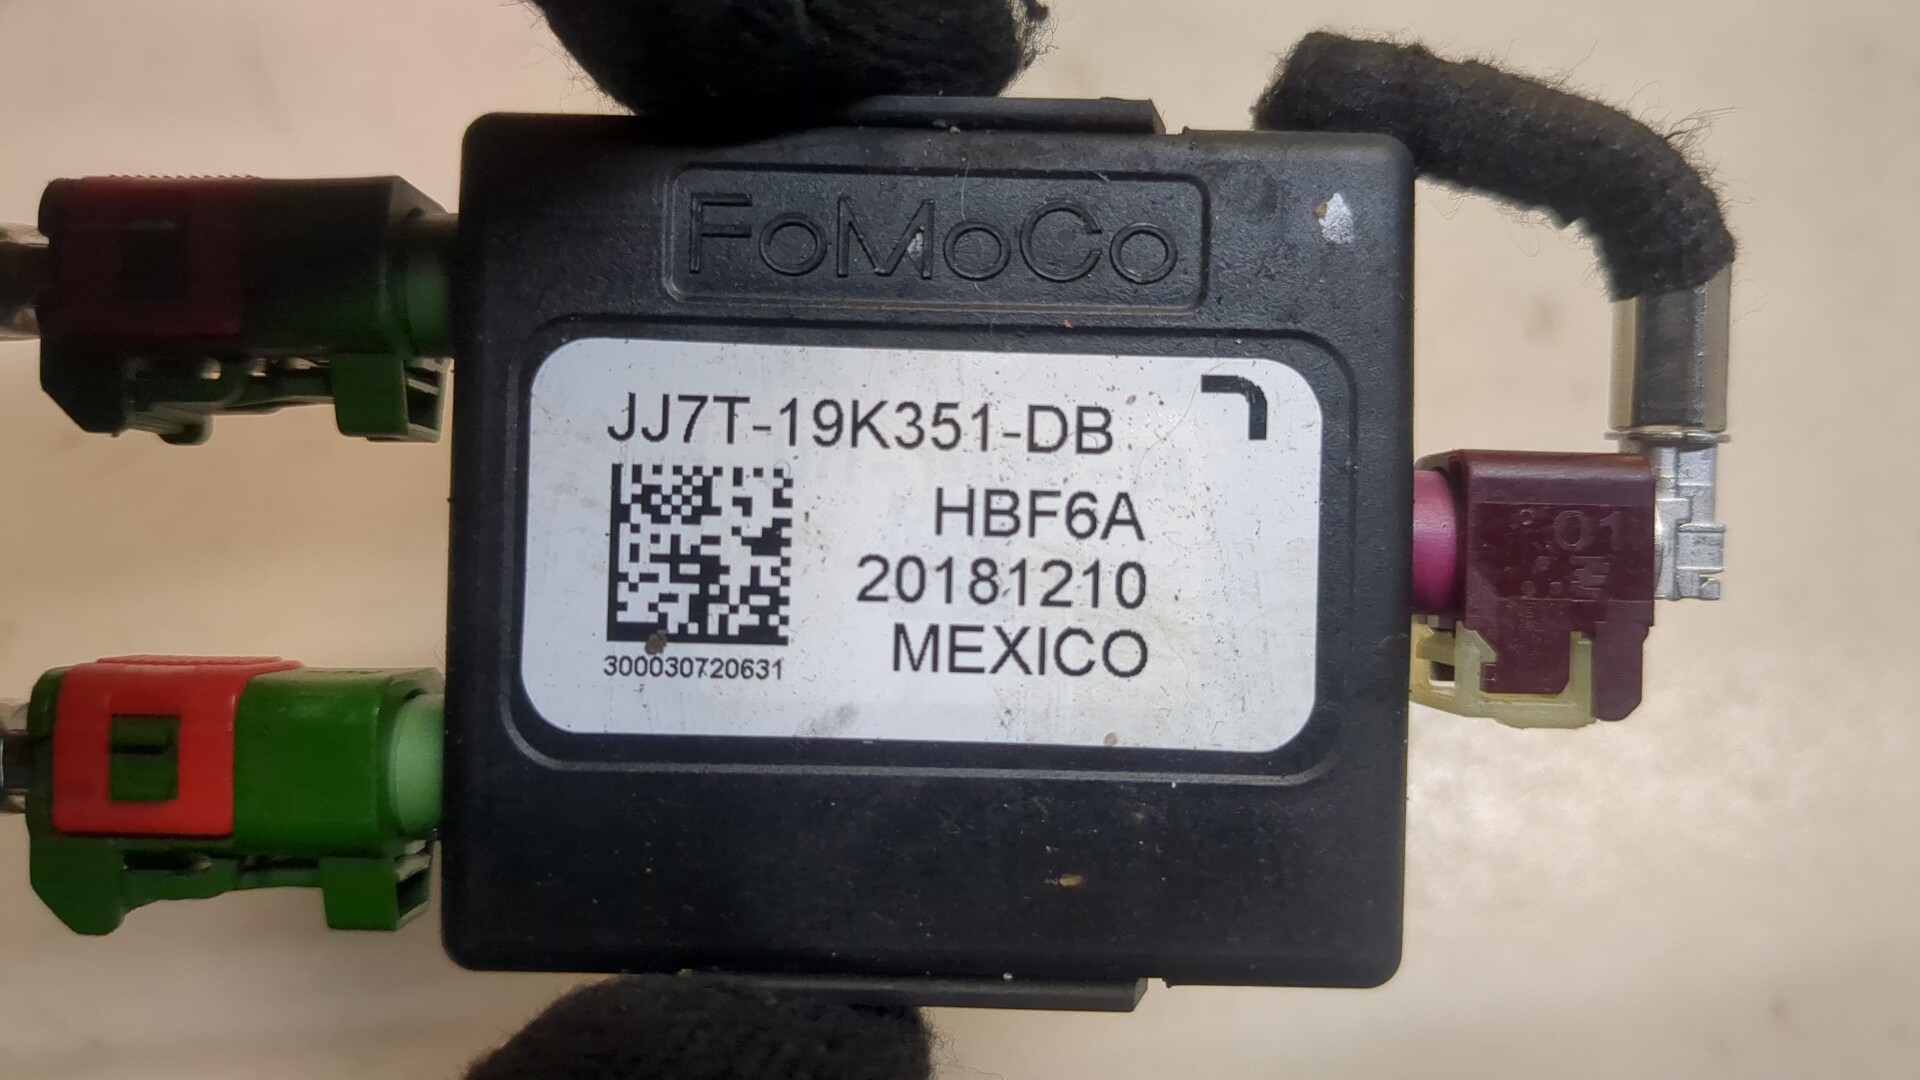 FoMoCo
JJ7T-19K351-DB
HBF6A
20181210
MEXICO
300030720631
01